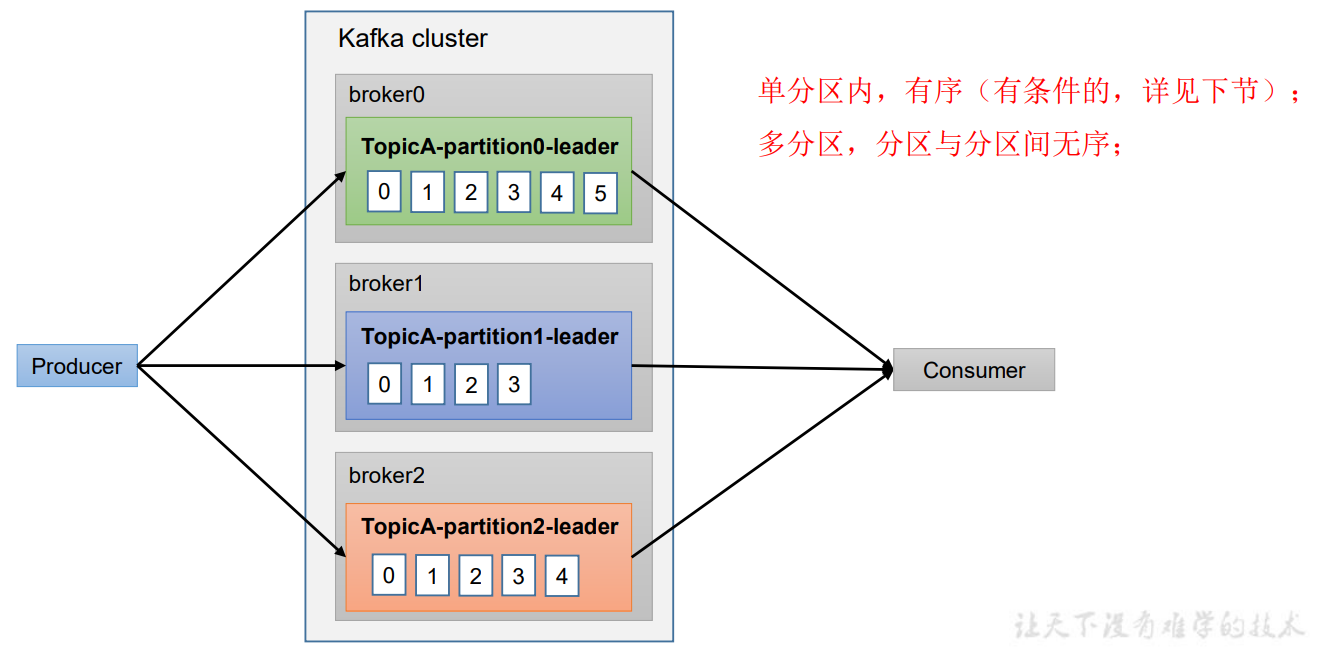 Kafka cluster
broker0
TopicA-partition0-leader
0 1 2 3 4 5
单分区内，有序（有条件的，详见下节）；
多分区，分区与分区间无序；
broker1
TopicA-partition1-leader
0 1 2 3
Producer
Consumer
broker2
TopicA-partition2-leader
0 1 2 3 4
让天下没有难学的技术